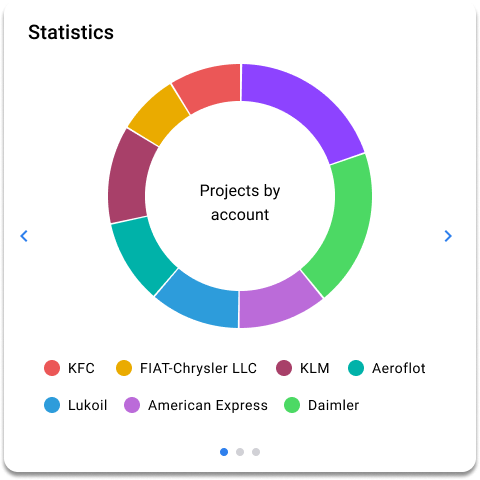 Statistics
Projects by
account
KFC FIAT-Chrysler LLC KLM Aeroflot
Lukoil American Express Daimler